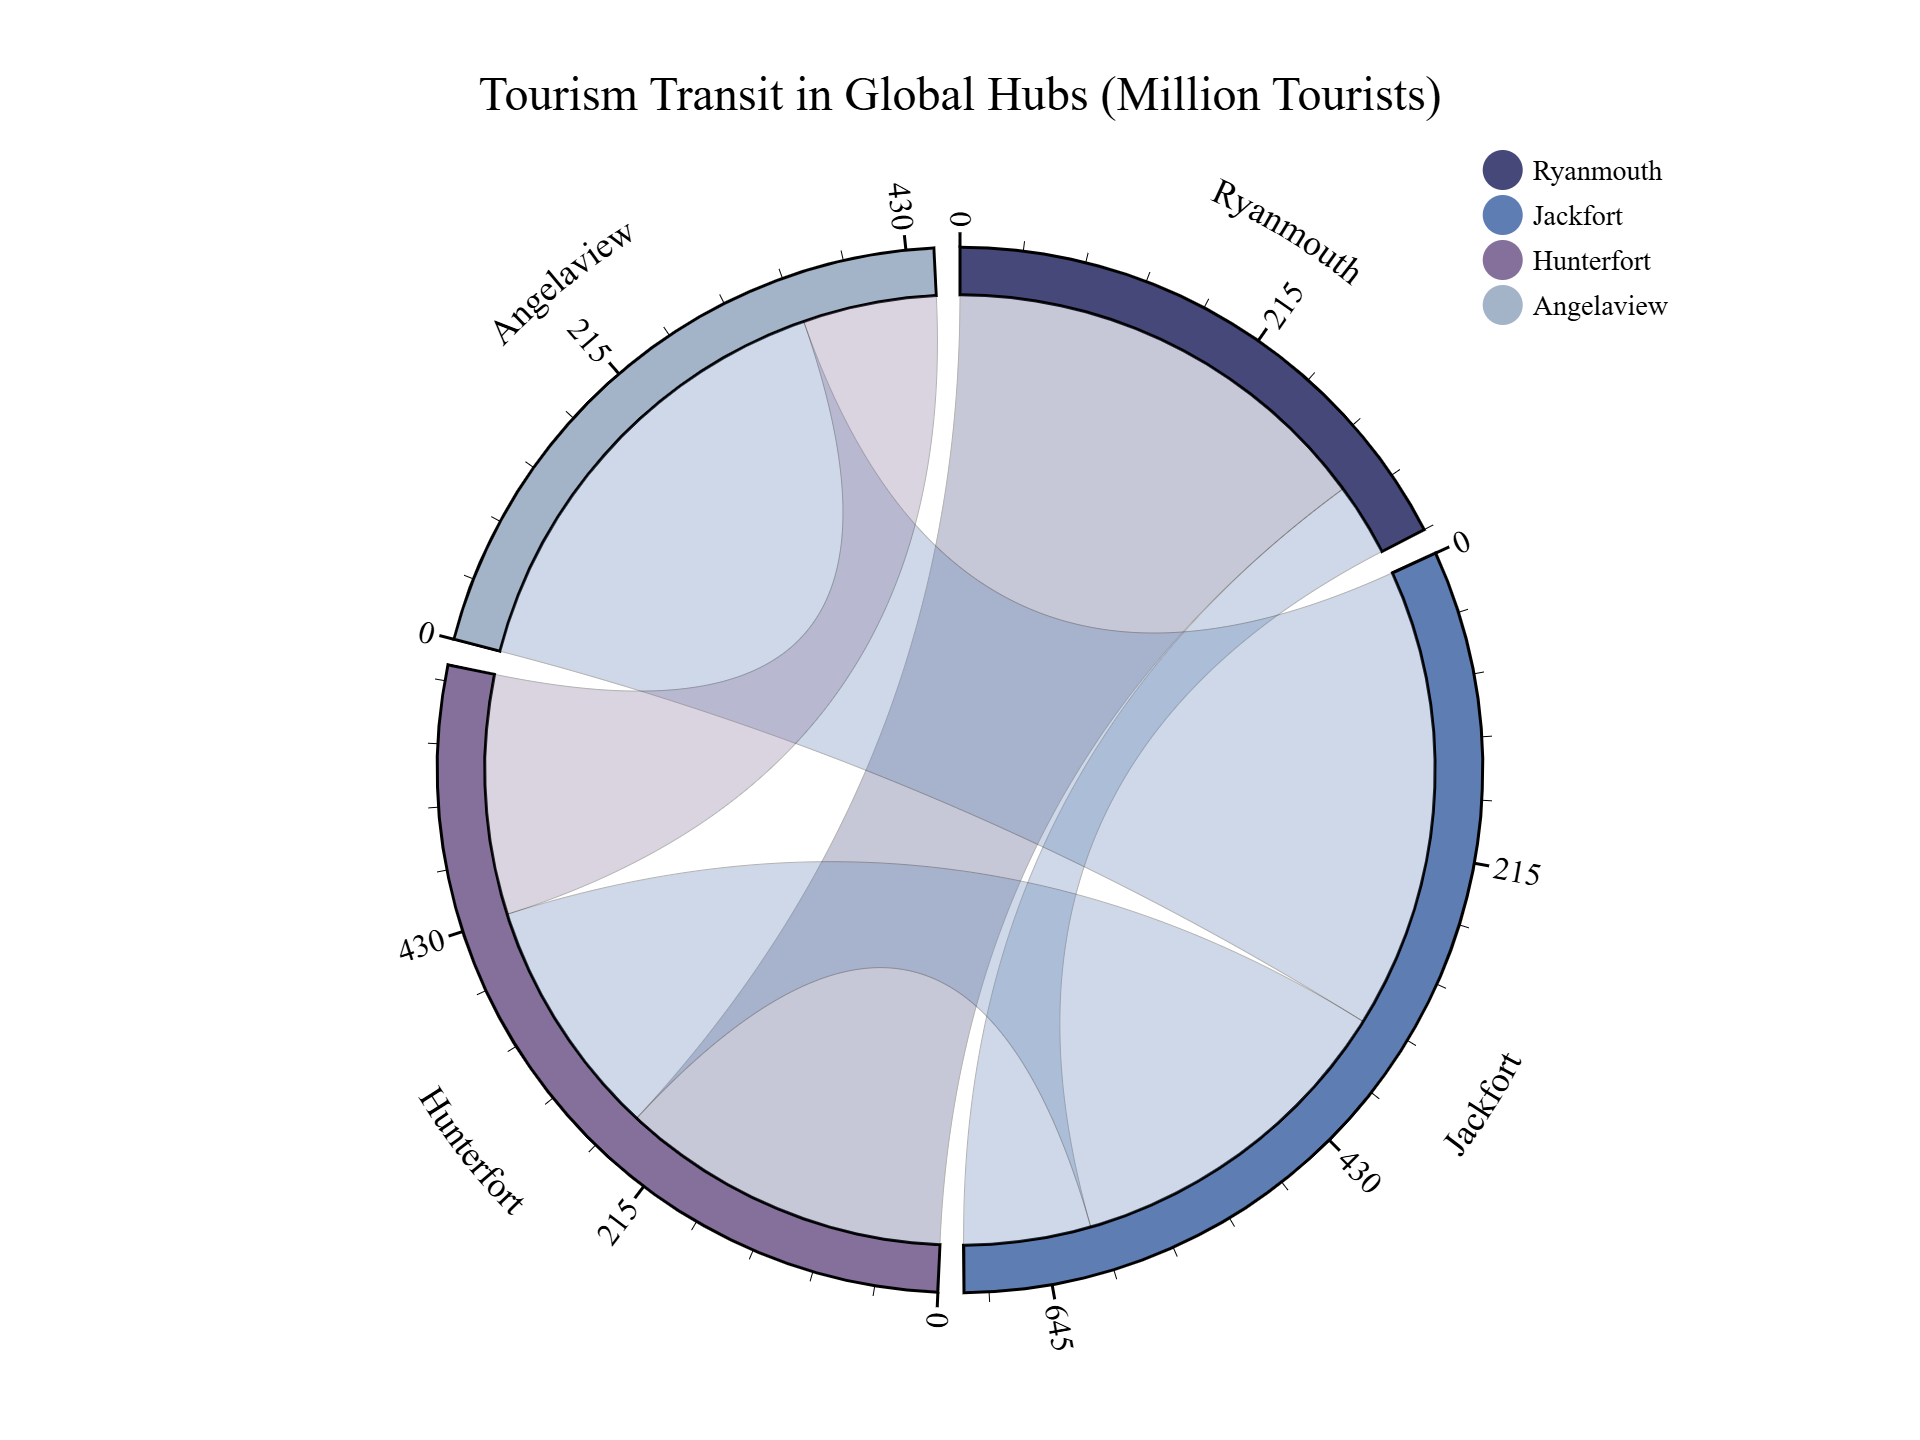 Tourism Transit in Global Hubs (Million Tourists)
Ryanmouth
Jackfort
Hunterfort
Angelaview
0
215
Ryanmouth
0
215
430
645
Jackfort
0
215
430
Hunterfort
0
215
430
Angelaview